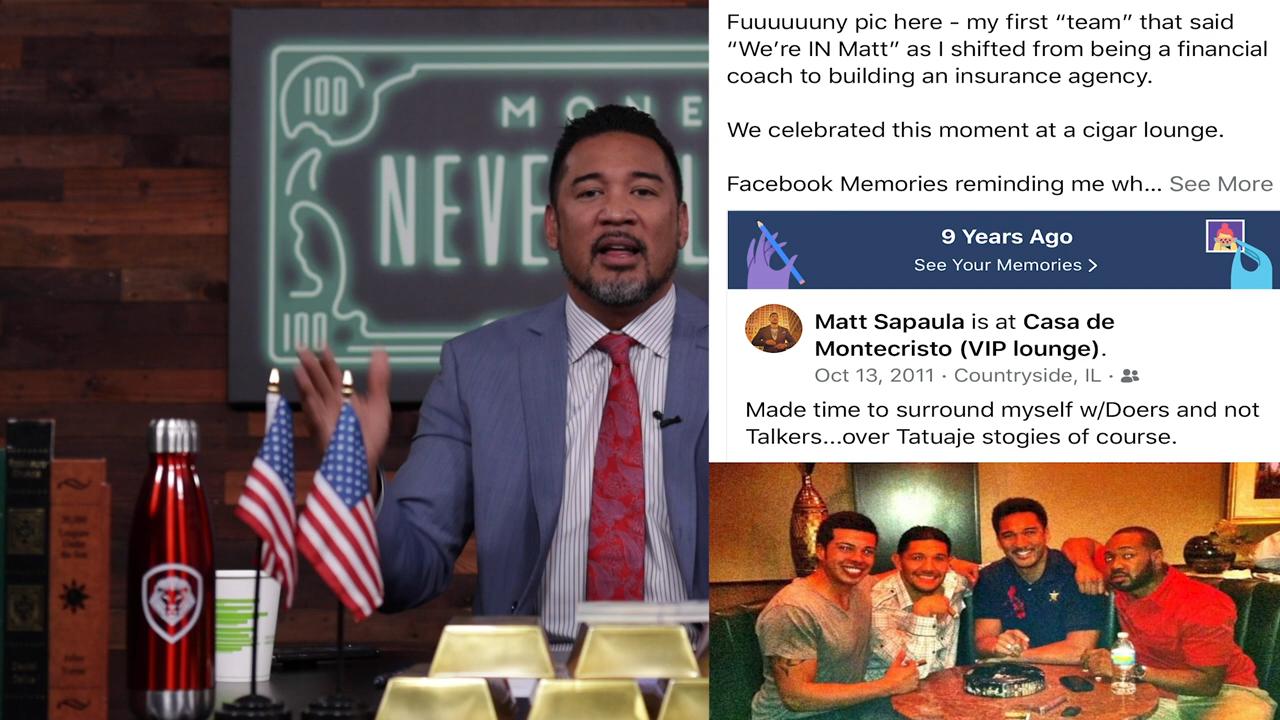 100
MONE
NEVE
L
100
Fuuuuuuny pic here - my first “team” that said
“We’re IN Matt” as I shifted from being a financial
coach to building an insurance agency.
We celebrated this moment at a cigar lounge.
Facebook Memories reminding me wh... See More
9 Years Ago
See Your Memories >
Matt Sapaula is at Casa de
Montecristo (VIP lounge).
Oct 13, 2011 · Countryside, IL ·
Made time to surround myself w/Doers and not
Talkers...over Tatuaje stogies of course.